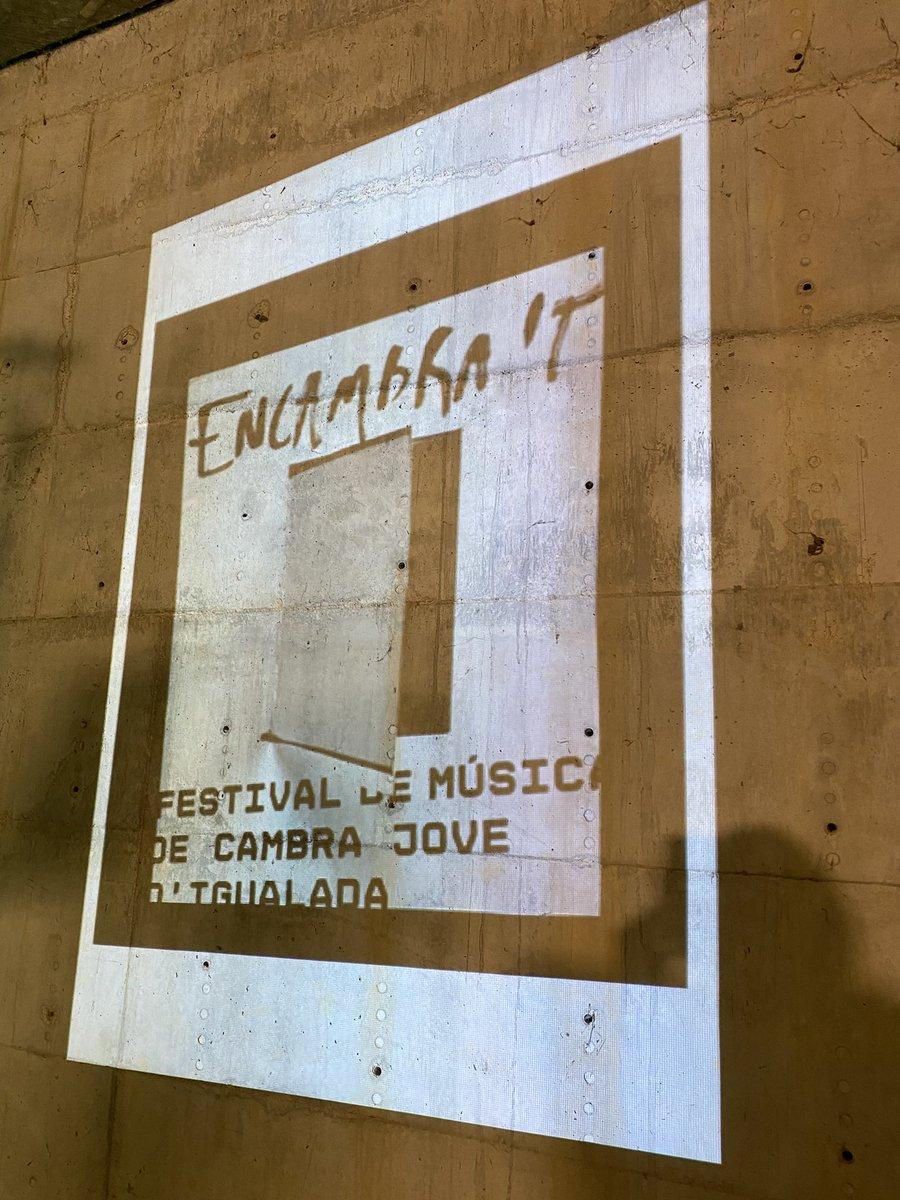 ENCAMBRA'T
FESTIVAL DE MÚSICA
DE CAMBRA JOVE
D'IGUALADA